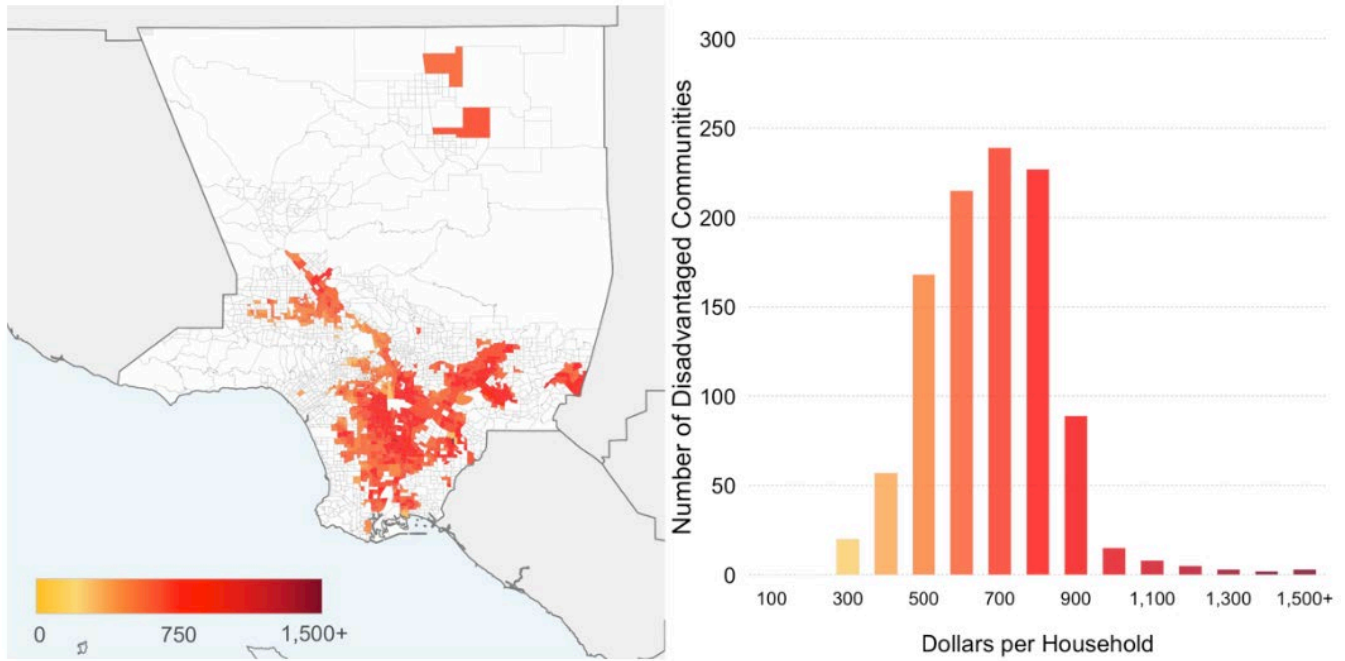 0 750 1,500+
Number of Disadvantaged Communities
300
250
200
150
100
50
0
100 300 500 700 900 1,100 1,300 1,500+
Dollars per Household